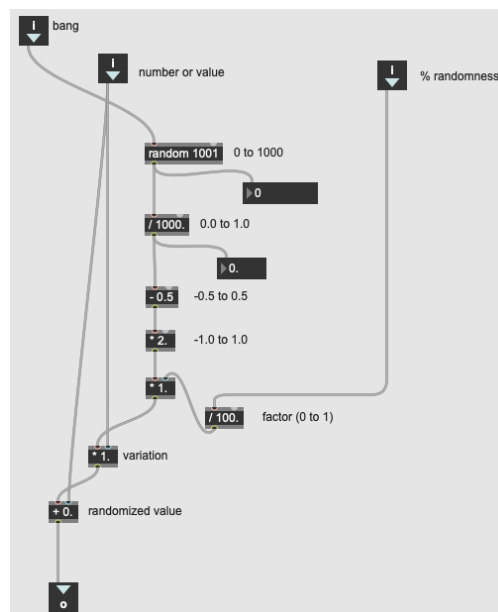 i
bang
i
number or value
i
% randomness
random 1001
0 to 1000
0
/ 1000.
0.0 to 1.0
0.
- 0.5
-0.5 to 0.5
* 2.
-1.0 to 1.0
* 1.
/ 100.
factor (0 to 1)
* 1.
variation
+ 0.
randomized value
o